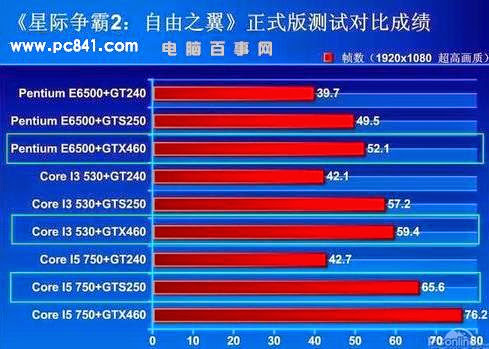 《星际争霸2：自由之翼》正式版测试对比成绩
www.pc841.com 电脑百事网
帧数（1920x1080 超高画质）
Pentium E6500+GT240 39.7
Pentium E6500+GTS250 49.5
Pentium E6500+GTX460 52.1
Core I3 530+GT240 42.1
Core I3 530+GTS250 57.2
Core I3 530+GTX460 59.4
Core I5 750+GT240 42.7
Core I5 750+GTS250 65.6
Core I5 750+GTX460 76.2
0 10 20 30 40 50 60 70 80